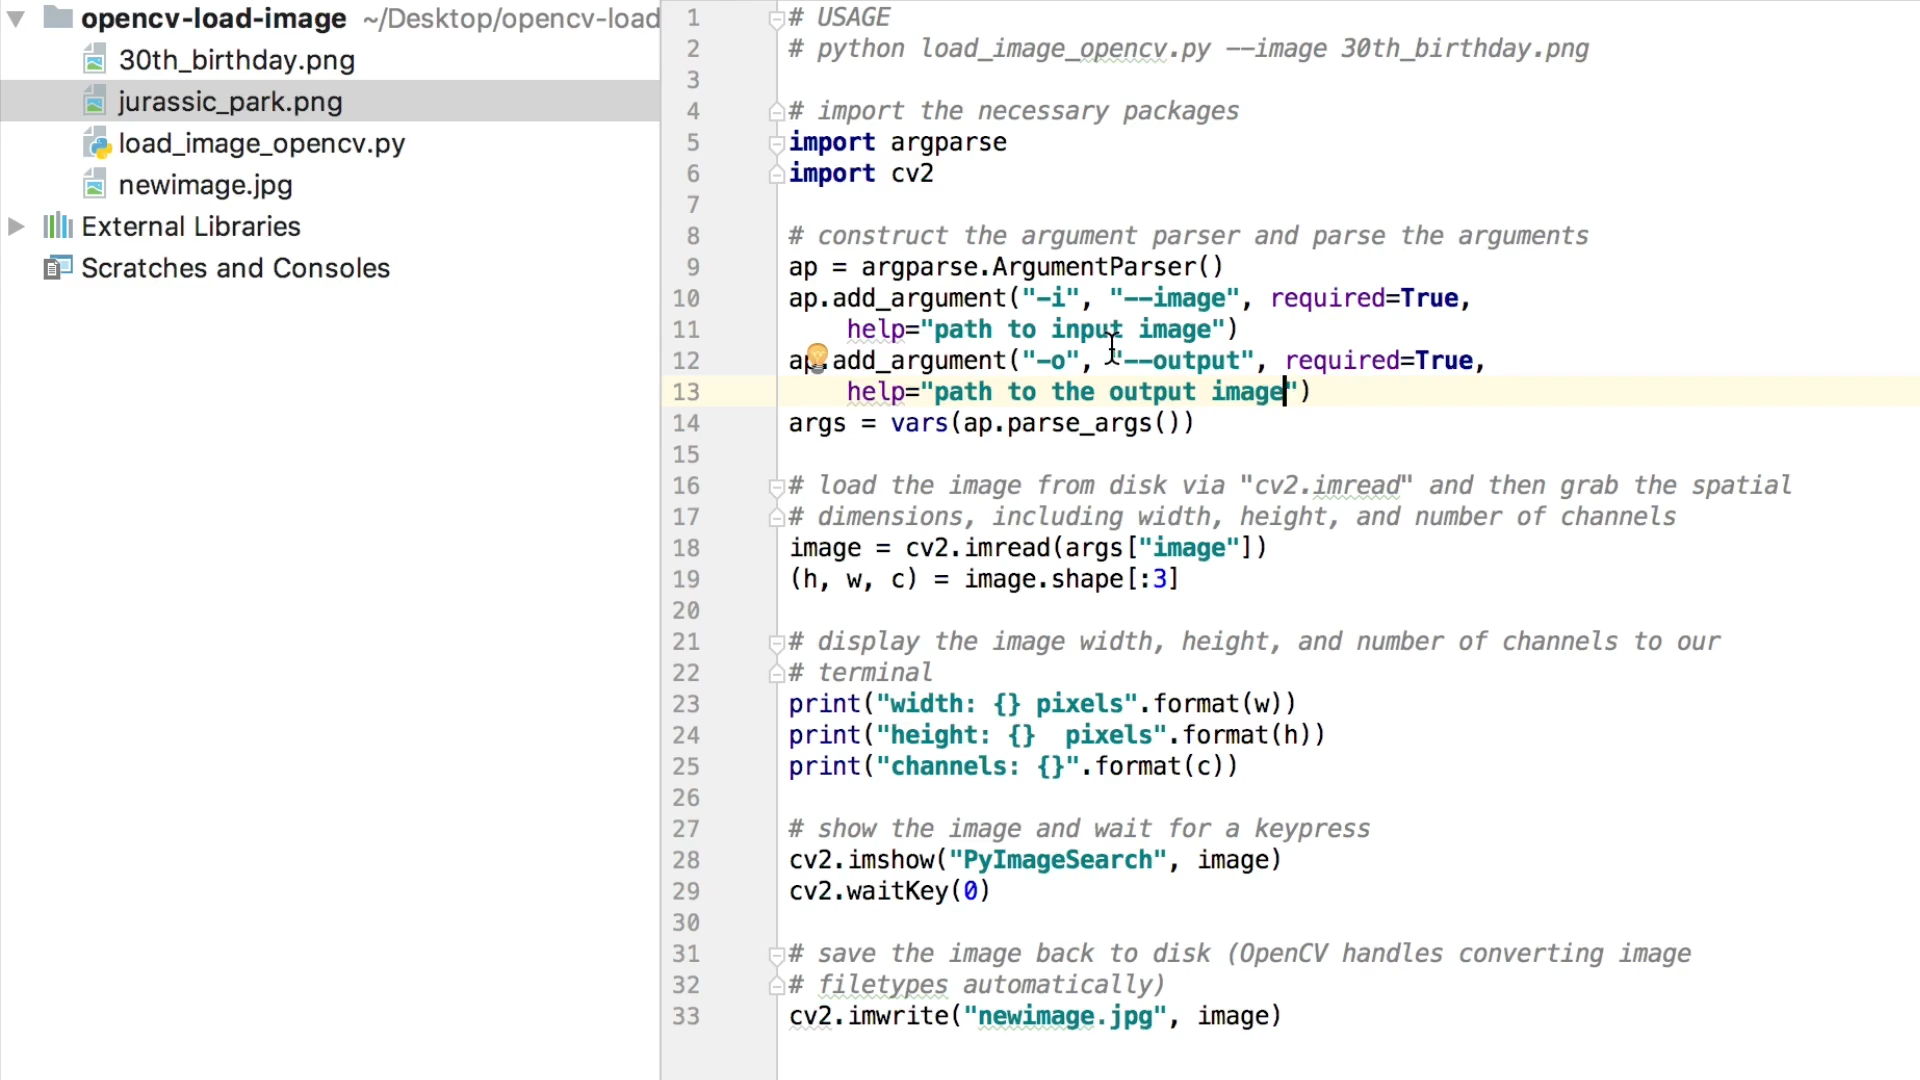 opencv-load-image ~/Desktop/opencv-load
30th_birthday.png
jurassic_park.png
load_image_opencv.py
newimage.jpg
External Libraries
Scratches and Consoles
1 # USAGE
2 # python load_image_opencv.py --image 30th_birthday.png
3
4 # import the necessary packages
5 import argparse
6 import cv2
7
8 # construct the argument parser and parse the arguments
9 ap = argparse.ArgumentParser()
10 ap.add_argument("-i", "--image", required=True,
11     help="path to input image")
12 ap.add_argument("-o", "--output", required=True,
13     help="path to the output image")
14 args = vars(ap.parse_args())
15
16 # load the image from disk via "cv2.imread" and then grab the spatial
17 # dimensions, including width, height, and number of channels
18 image = cv2.imread(args["image"])
19 (h, w, c) = image.shape[:3]
20
21 # display the image width, height, and number of channels to our
22 # terminal
23 print("width: {} pixels".format(w))
24 print("height: {}  pixels".format(h))
25 print("channels: {}".format(c))
26
27 # show the image and wait for a keypress
28 cv2.imshow("PyImageSearch", image)
29 cv2.waitKey(0)
30
31 # save the image back to disk (OpenCV handles converting image
32 # filetypes automatically)
33 cv2.imwrite("newimage.jpg", image)